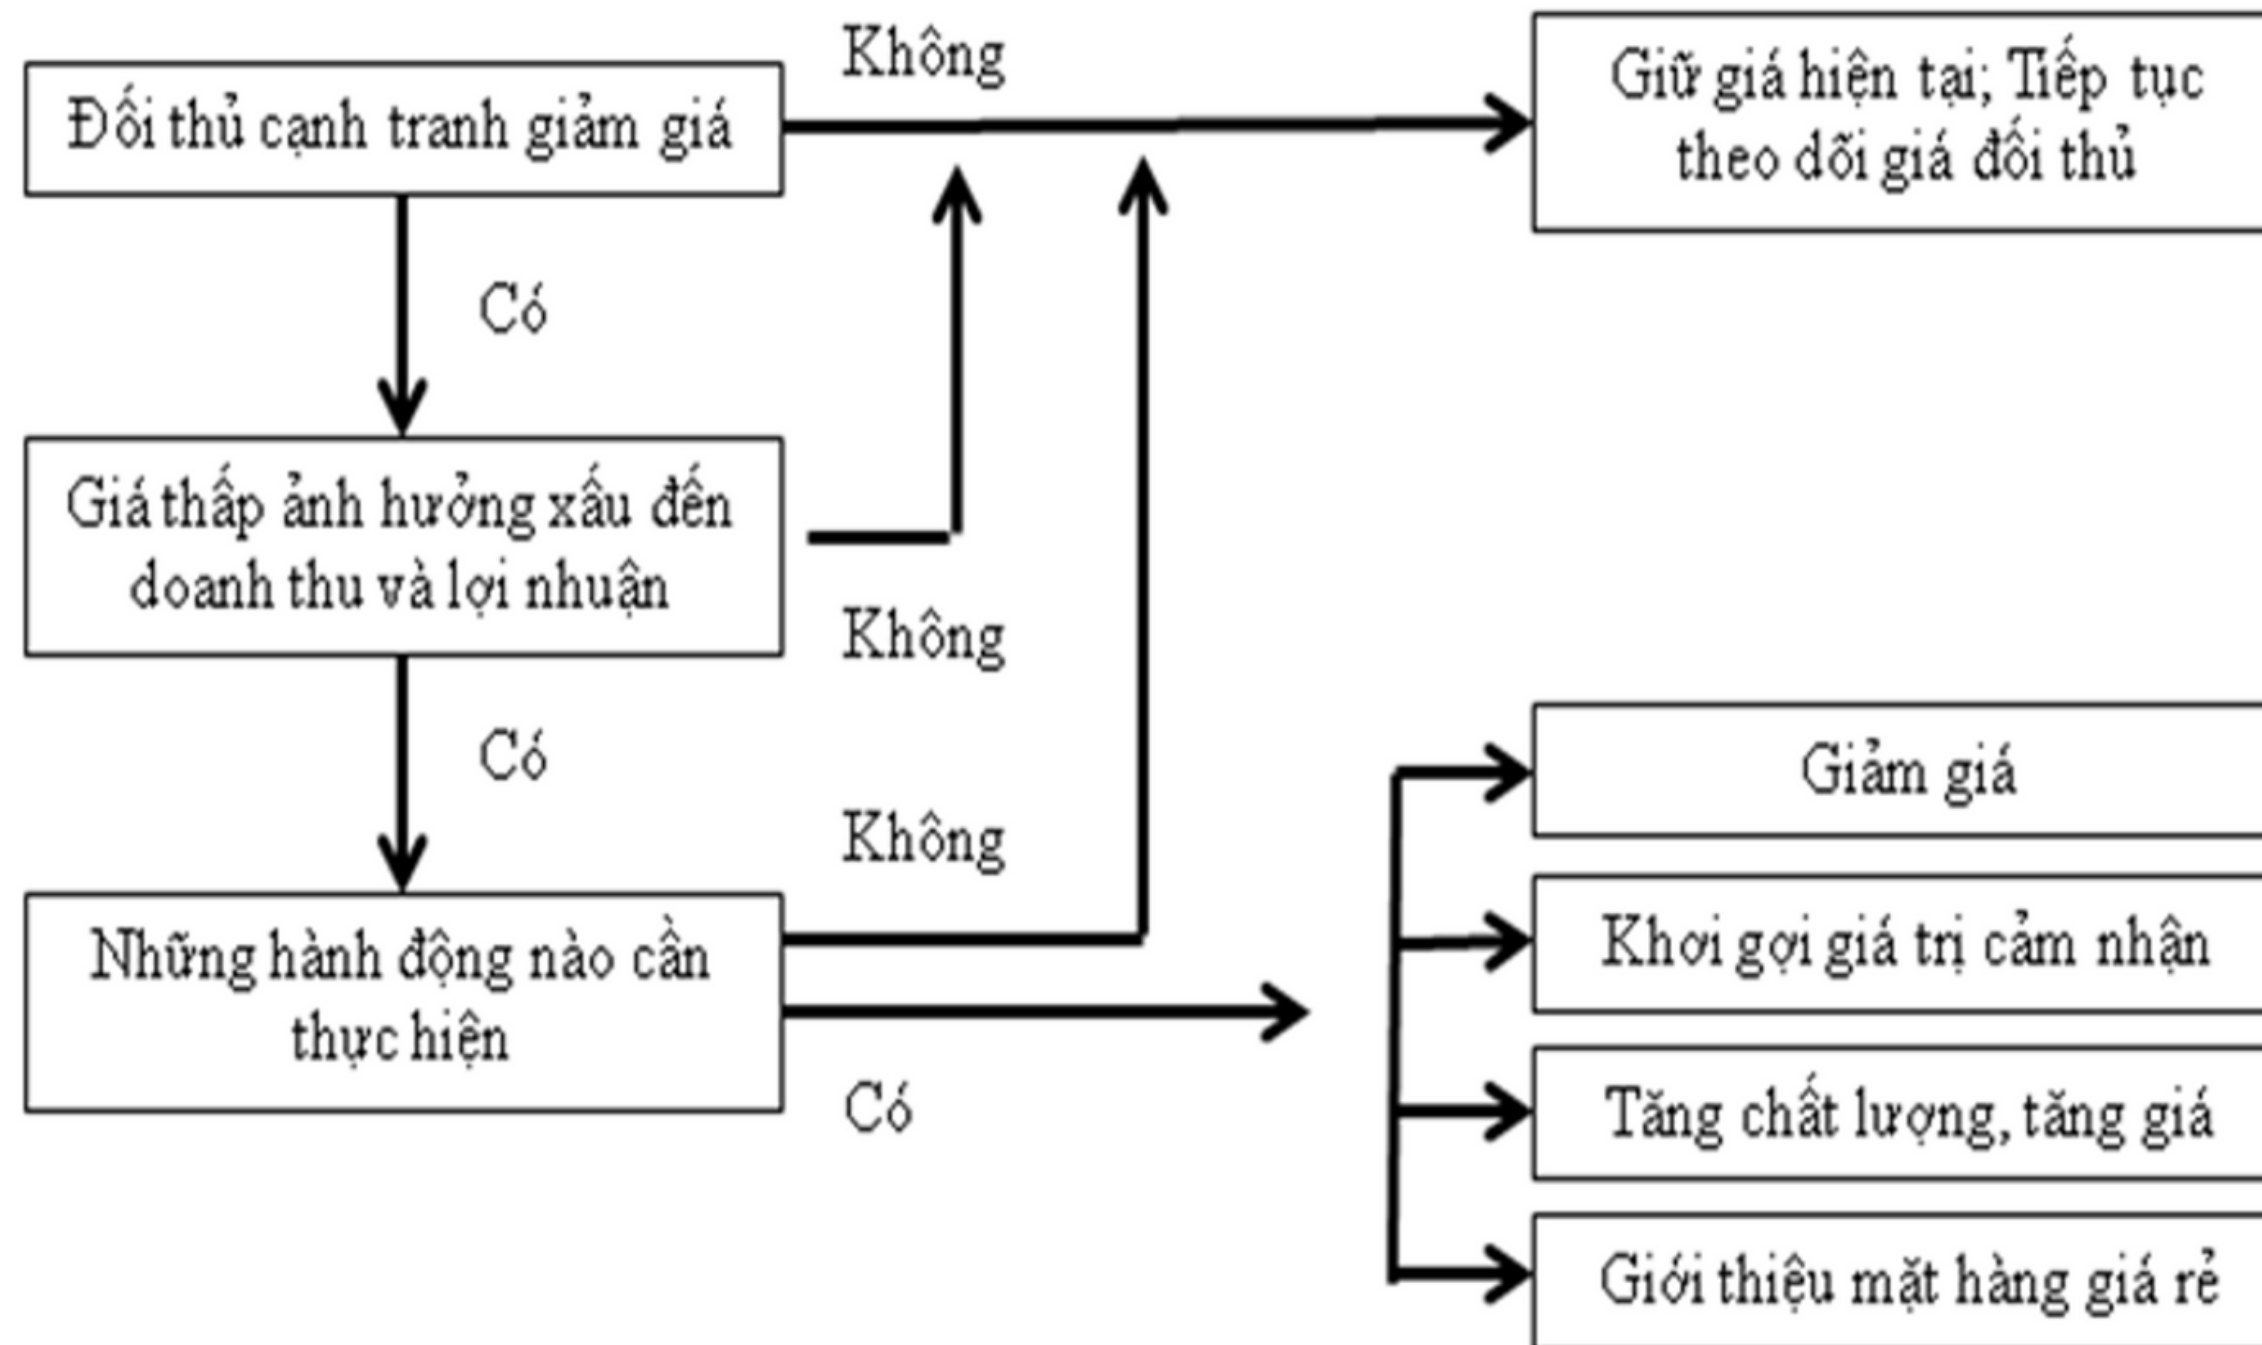 Không
Đối thủ cạnh tranh giảm giá
Giữ giá hiện tại; Tiếp tục
theo dõi giá đối thủ
Có
Giá thấp ảnh hưởng xấu đến
doanh thu và lợi nhuận
Không
Có
Không
Giảm giá
Những hành động nào cần
thực hiện
Khơi gợi giá trị cảm nhận
Có
Tăng chất lượng, tăng giá
Giới thiệu mặt hàng giá rẻ